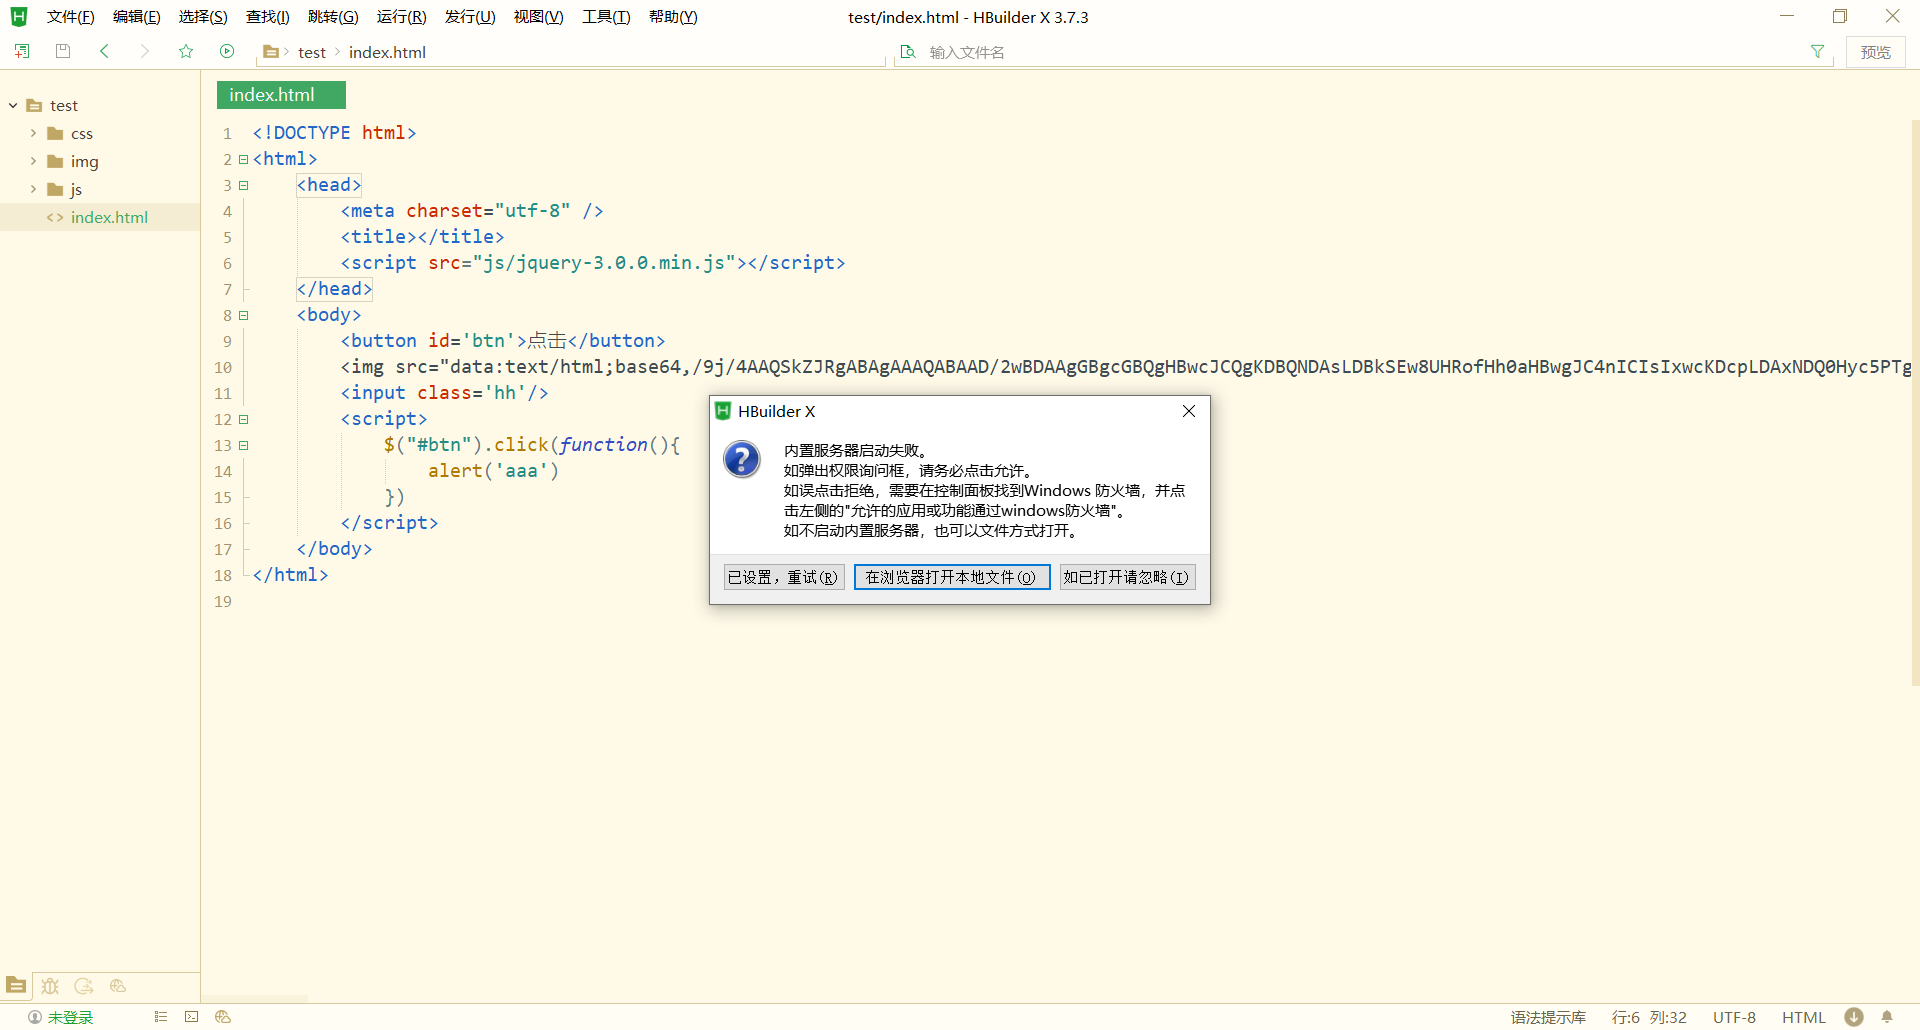 文件(F) 编辑(E) 选择(S) 查找(I) 跳转(G) 运行(R) 发行(U) 视图(V) 工具(T) 帮助(Y) test/index.html - HBuilder X 3.7.3
test index.html 输入文件名 预览
test
css
img
js
index.html
index.html
1 <!DOCTYPE html>
2 <html>
3 <head>
4 <meta charset="utf-8" />
5 <title></title>
6 <script src="js/jquery-3.0.0.min.js"></script>
7 </head>
8 <body>
9 <button id='btn'>点击</button>
10 <img src="data:text/html;base64,/9j/4AAQSkZJRgABAgAAAQABAAD/2wBDAAgGBgcGBQgHBwcJCQgKDBQNDAsLDBkSEw8UHRofHh0aHBwgJC4nICIsIxwcKDcpLDAxNDQ0Hyc5PTg
11 <input class='hh'/>
12 <script>
13 $("#btn").click(function(){
14 alert('aaa')
15 })
16 </script>
17 </body>
18 </html>
19
HBuilder X
内置服务器启动失败。
如弹出权限询问框，请务必点击允许。
如误点击拒绝，需要在控制面板找到Windows 防火墙，并点
击左侧的"允许的应用或功能通过windows防火墙"。
如不启动内置服务器，也可以文件方式打开。
已设置，重试(R) 在浏览器打开本地文件(O) 如已打开请忽略(I)
未登录 语法提示库 行:6 列:32 UTF-8 HTML